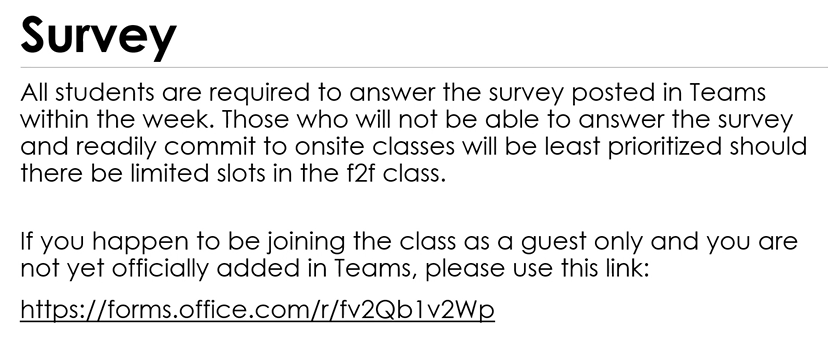 Survey
All students are required to answer the survey posted in Teams
within the week. Those who will not be able to answer the survey
and readily commit to onsite classes will be least prioritized should
there be limited slots in the f2f class.
If you happen to be joining the class as a guest only and you are
not yet officially added in Teams, please use this link:
https://forms.office.com/r/fv2Qb1v2Wp